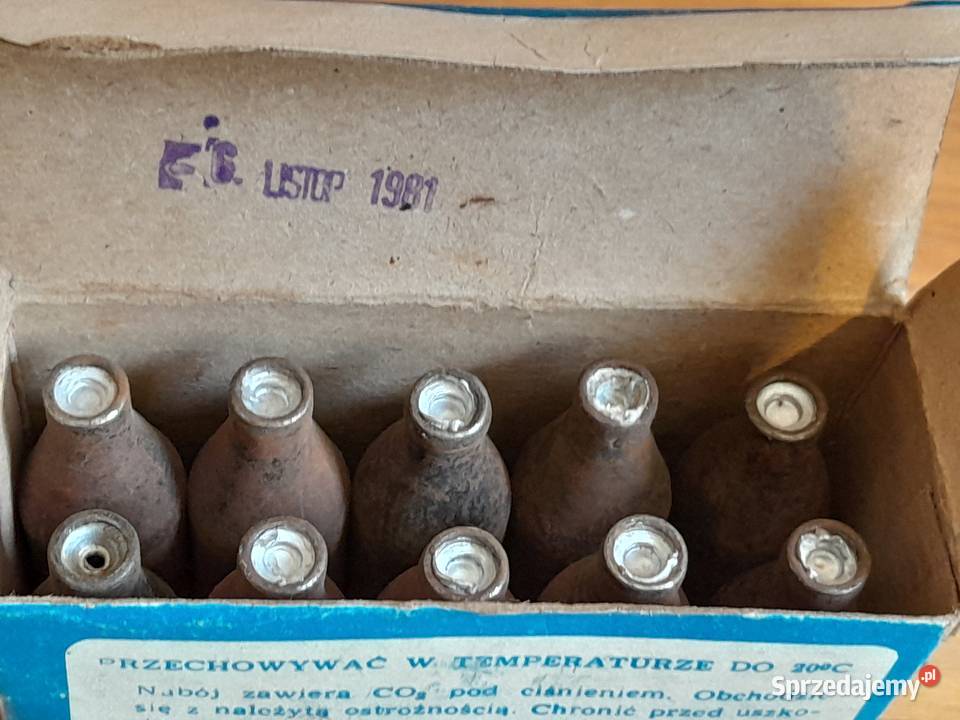 LISTOP 1981
PRZECHOWYWAĆ W TEMPERATURZE DO 20°C
Nabój zawiera CO₂ pod ciśnieniem.
się z należytą ostrożnością. Chronić przed uszko-
Sprzedajemy.pl